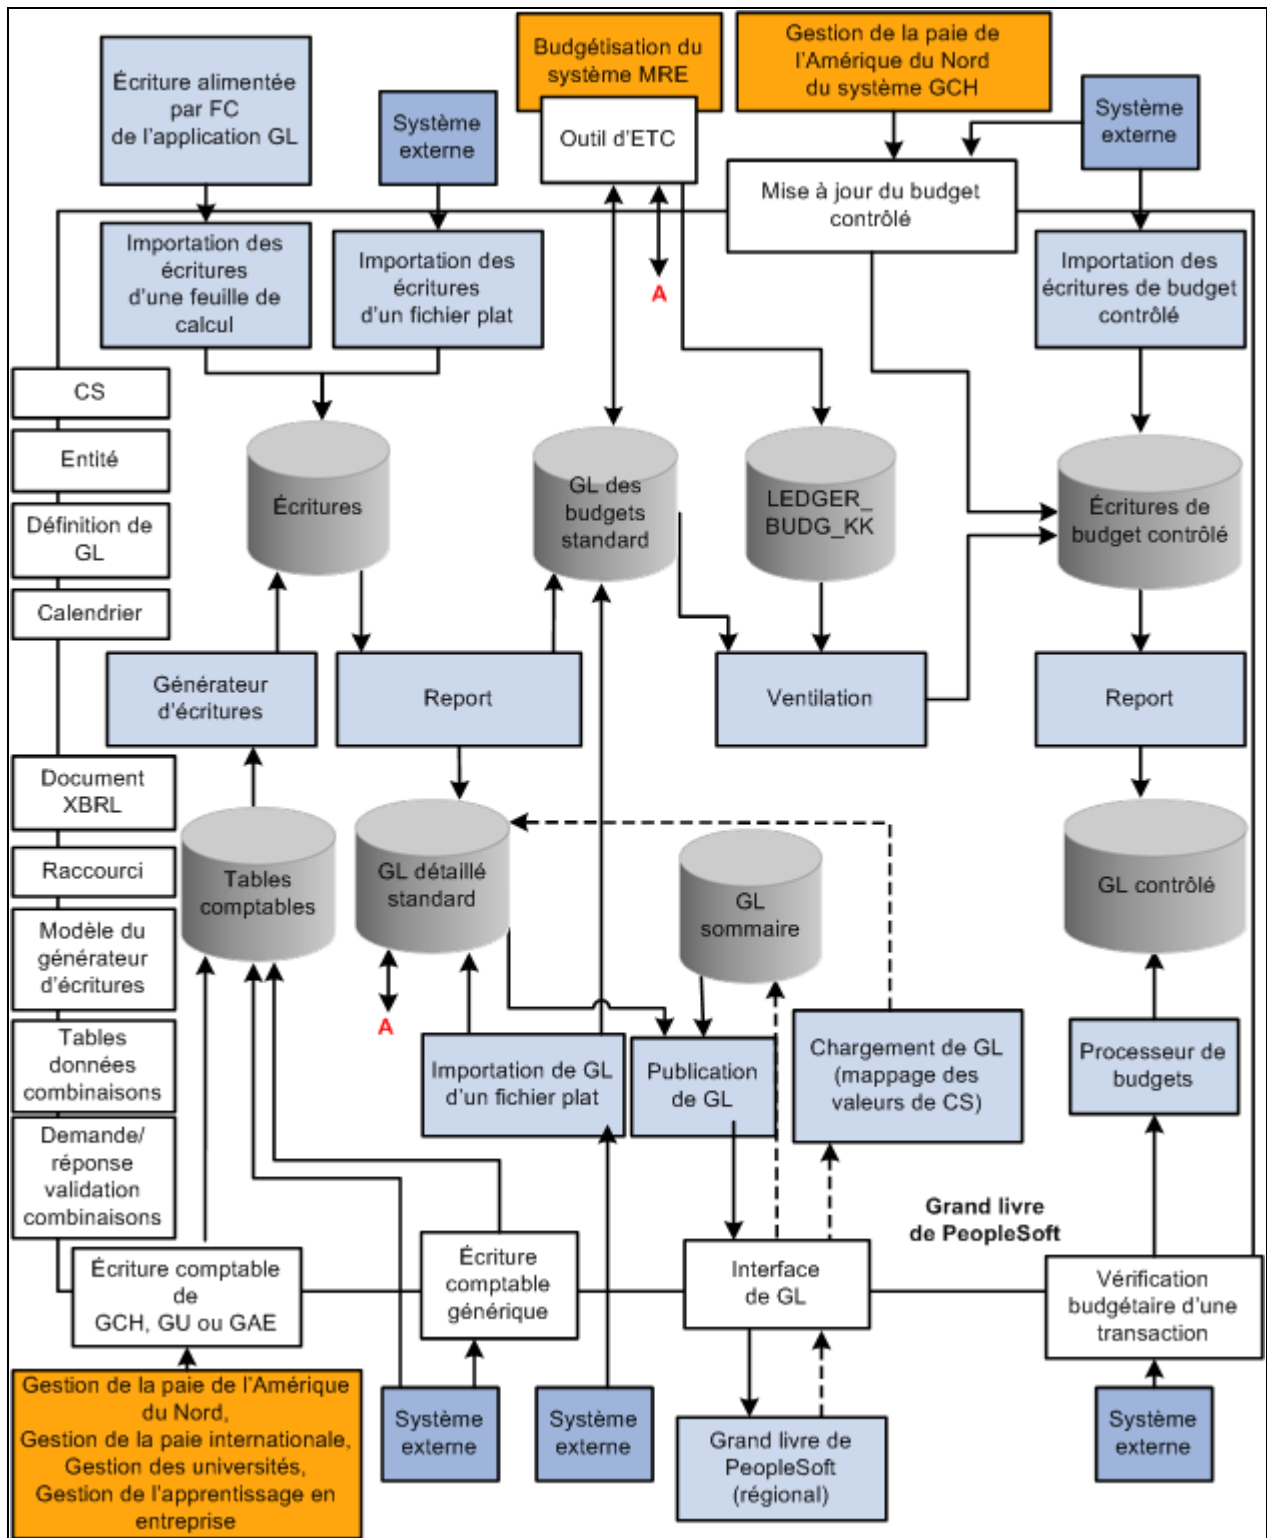 Écriture alimentée
par FC
de l'application GL
Système
externe
Budgétisation du
système MRE
Outil d'ETC
Gestion de la paie de
l'Amérique du Nord
du système GCH
Système
externe
Mise à jour du budget
contrôlé
Importation des
écritures
d'une feuille de
calcul
Importation des
écritures
d'un fichier plat
A
Importation des
écritures de budget
contrôlé
CS
Entité
Définition de
GL
Calendrier
Écritures
GL des
budgets
standard
LEDGER_
BUDG_KK
Écritures de
budget contrôlé
Générateur
d'écritures
Report
Ventilation
Report
Document
XBRL
Raccourci
Modèle du
générateur
d'écritures
Tables
données
combinaisons
Demande/
réponse
validation
combinaisons
Tables
comptables
GL détaillé
standard
GL
sommaire
GL contrôlé
A
Importation de GL
d'un fichier plat
Publication
de GL
Chargement de GL
(mappage des
valeurs de CS)
Processeur de
budgets
Grand livre
de PeopleSoft
Écriture comptable
de
GCH, GU ou GAE
Écriture
comptable
générique
Interface
de GL
Vérification
budgétaire d'une
transaction
Gestion de la paie de l'Amérique
du Nord,
Gestion de la paie internationale,
Gestion des universités,
Gestion de l'apprentissage en
entreprise
Système
externe
Système
externe
Grand livre de
PeopleSoft
(régional)
Système
externe